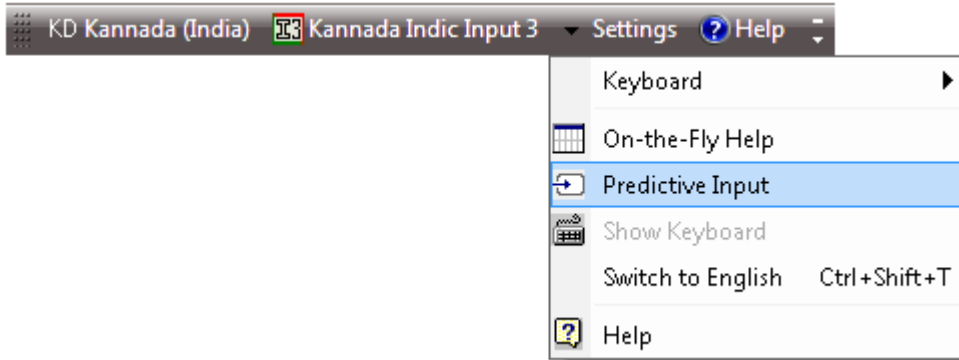 KD Kannada (India) Kannada Indic Input 3 Settings Help
Keyboard
On-the-Fly Help
Predictive Input
Show Keyboard
Switch to English Ctrl+Shift+T
Help